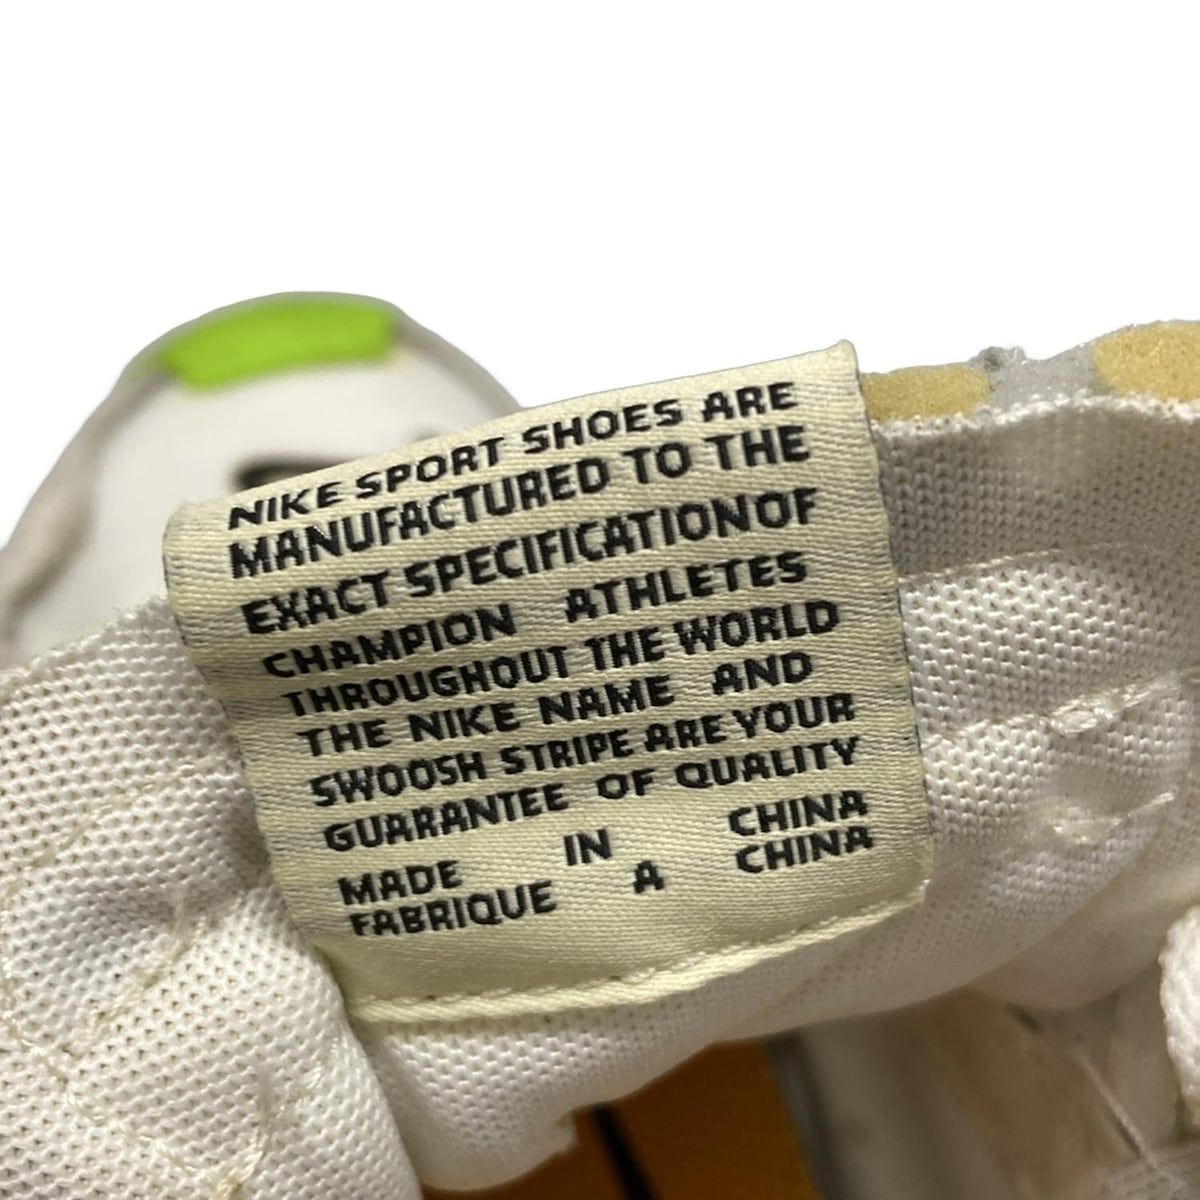 NIKE SPORT SHOES ARE
MANUFACTURED TO THE
EXACT SPECIFICATION OF
CHAMPION ATHLETES
THROUGHOUT THE WORLD
THE NIKE NAME AND
SWOOSH STRIPE ARE YOUR
GUARANTEE OF QUALITY
MADE IN CHINA
FABRIQUE A CHINA